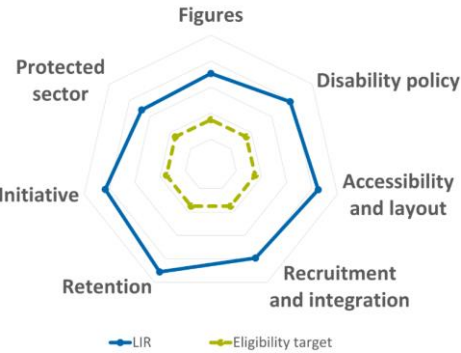 Figures
Disability policy
Accessibility
and layout
Recruitment
and integration
Retention
Initiative
Protected
sector
LIR
Eligibility target